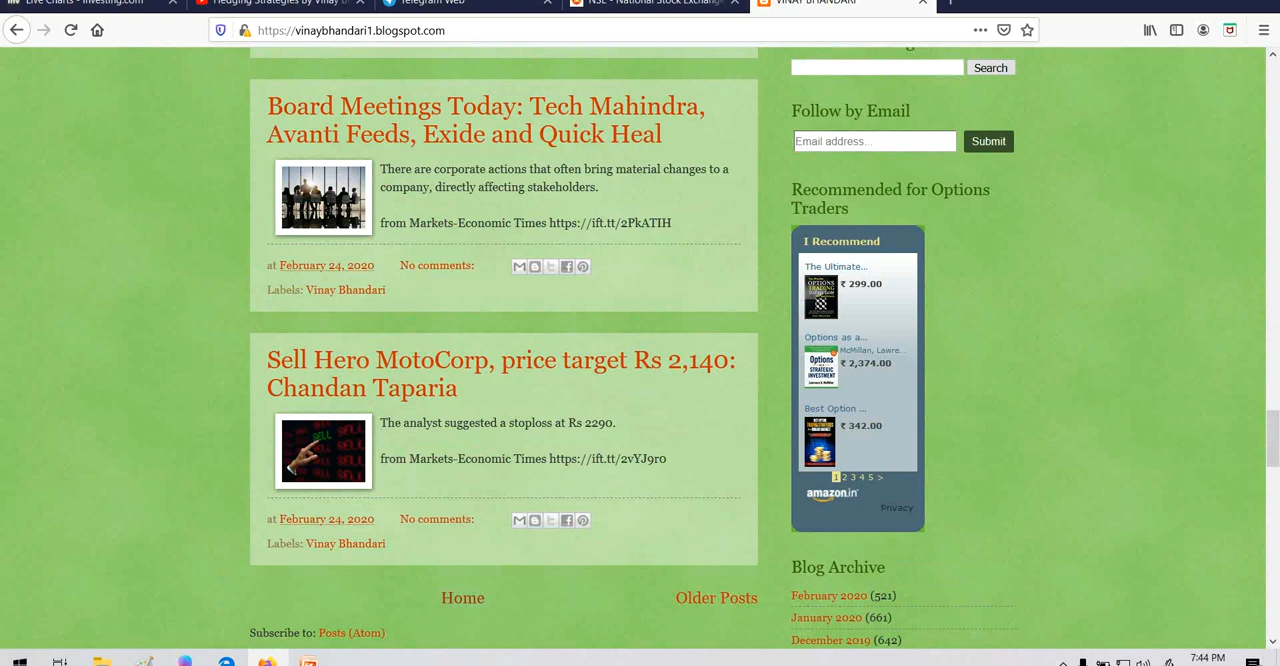 Live Charts - Investing.com
Hedging Strategies By Vinay B
Telegram Web
NSE - National Stock Exchang
VINAY BHANDARI
https://vinaybhandari1.blogspot.com
Search
Board Meetings Today: Tech Mahindra,
Avanti Feeds, Exide and Quick Heal
There are corporate actions that often bring material changes to a
company, directly affecting stakeholders.
from Markets-Economic Times https://ift.tt/2PkATIH
at February 24, 2020 No comments:
Labels: Vinay Bhandari
Sell Hero MotoCorp, price target Rs 2,140:
Chandan Taparia
SELL
The analyst suggested a stoploss at Rs 2290.
from Markets-Economic Times https://ift.tt/2vYJ9r0
at February 24, 2020 No comments:
Labels: Vinay Bhandari
Home Older Posts
Subscribe to: Posts (Atom)
Follow by Email
Email address... Submit
Recommended for Options
Traders
I Recommend
The Ultimate...
₹ 299.00
Options as a...
McMillan, Lawre...
₹ 2,374.00
Best Option ...
₹ 342.00
1 2 3 4 5 >
amazon.in
Privacy
Blog Archive
February 2020 (521)
January 2020 (661)
December 2019 (642)
7:44 PM